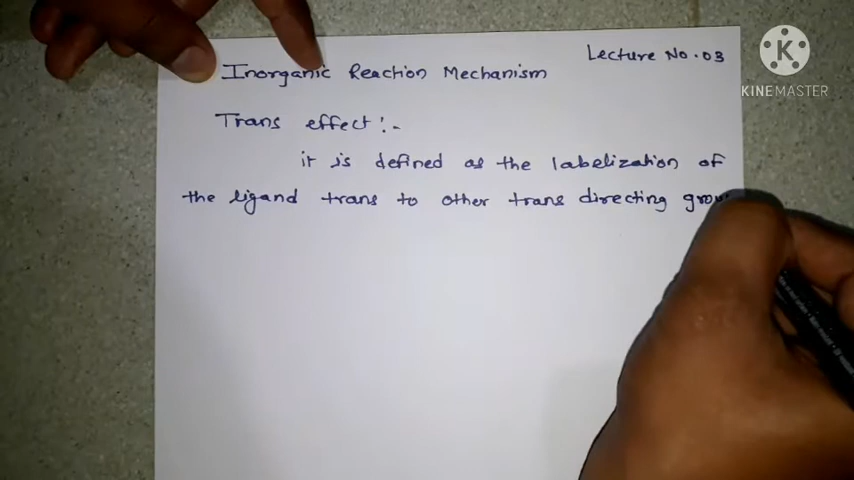 Lecture No. 03
Inorganic Reaction Mechanism
Trans effect:-
it is defined as the labelization of
the ligand trans to other trans directing
K
KINEMASTER